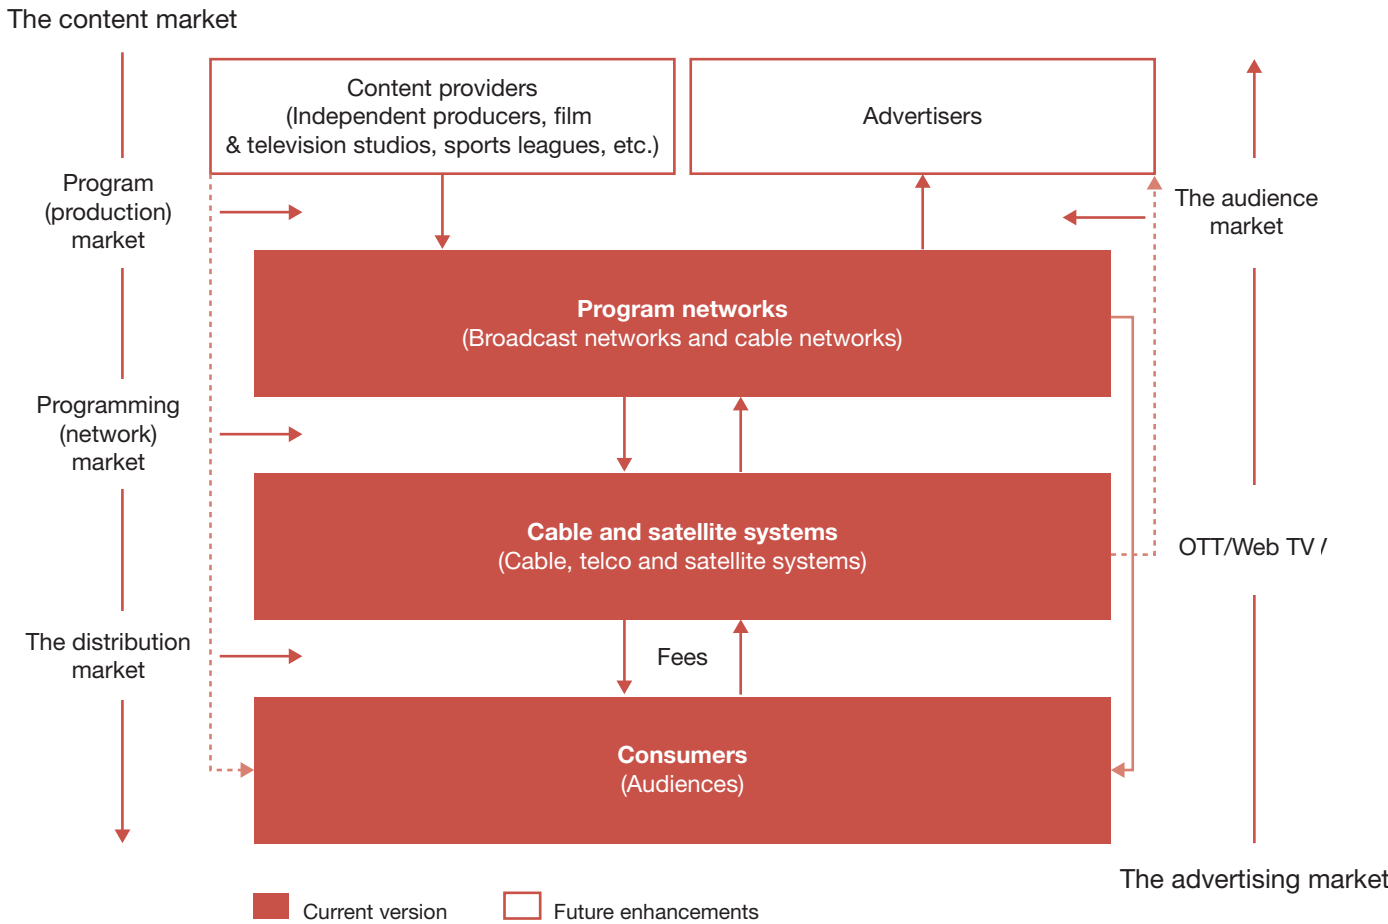 The content market
Content providers
(Independent producers, film
& television studios, sports leagues, etc.)
Advertisers
Program
(production)
market
The audience
market
Program networks
(Broadcast networks and cable networks)
Programming
(network)
market
Cable and satellite systems
(Cable, telco and satellite systems)
OTT/Web TV /
The distribution
market
Fees
Consumers
(Audiences)
The advertising market
Current version
Future enhancements